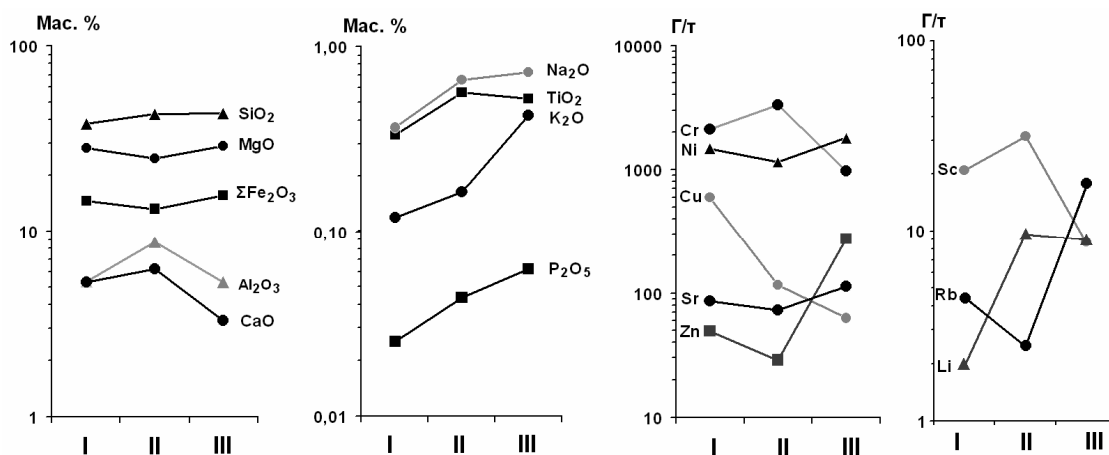 Мас. %
100
10
1
SiO₂
MgO
ΣFe₂O₃
Al₂O₃
CaO
I II III
Мас. %
1,00
0,10
0,01
Na₂O
TiO₂
K₂O
P₂O₅
I II III
Г/т
10000
1000
100
10
Cr
Ni
Cu
Sr
Zn
I II III
Г/т
100
10
1
Sc
Rb
Li
I II III